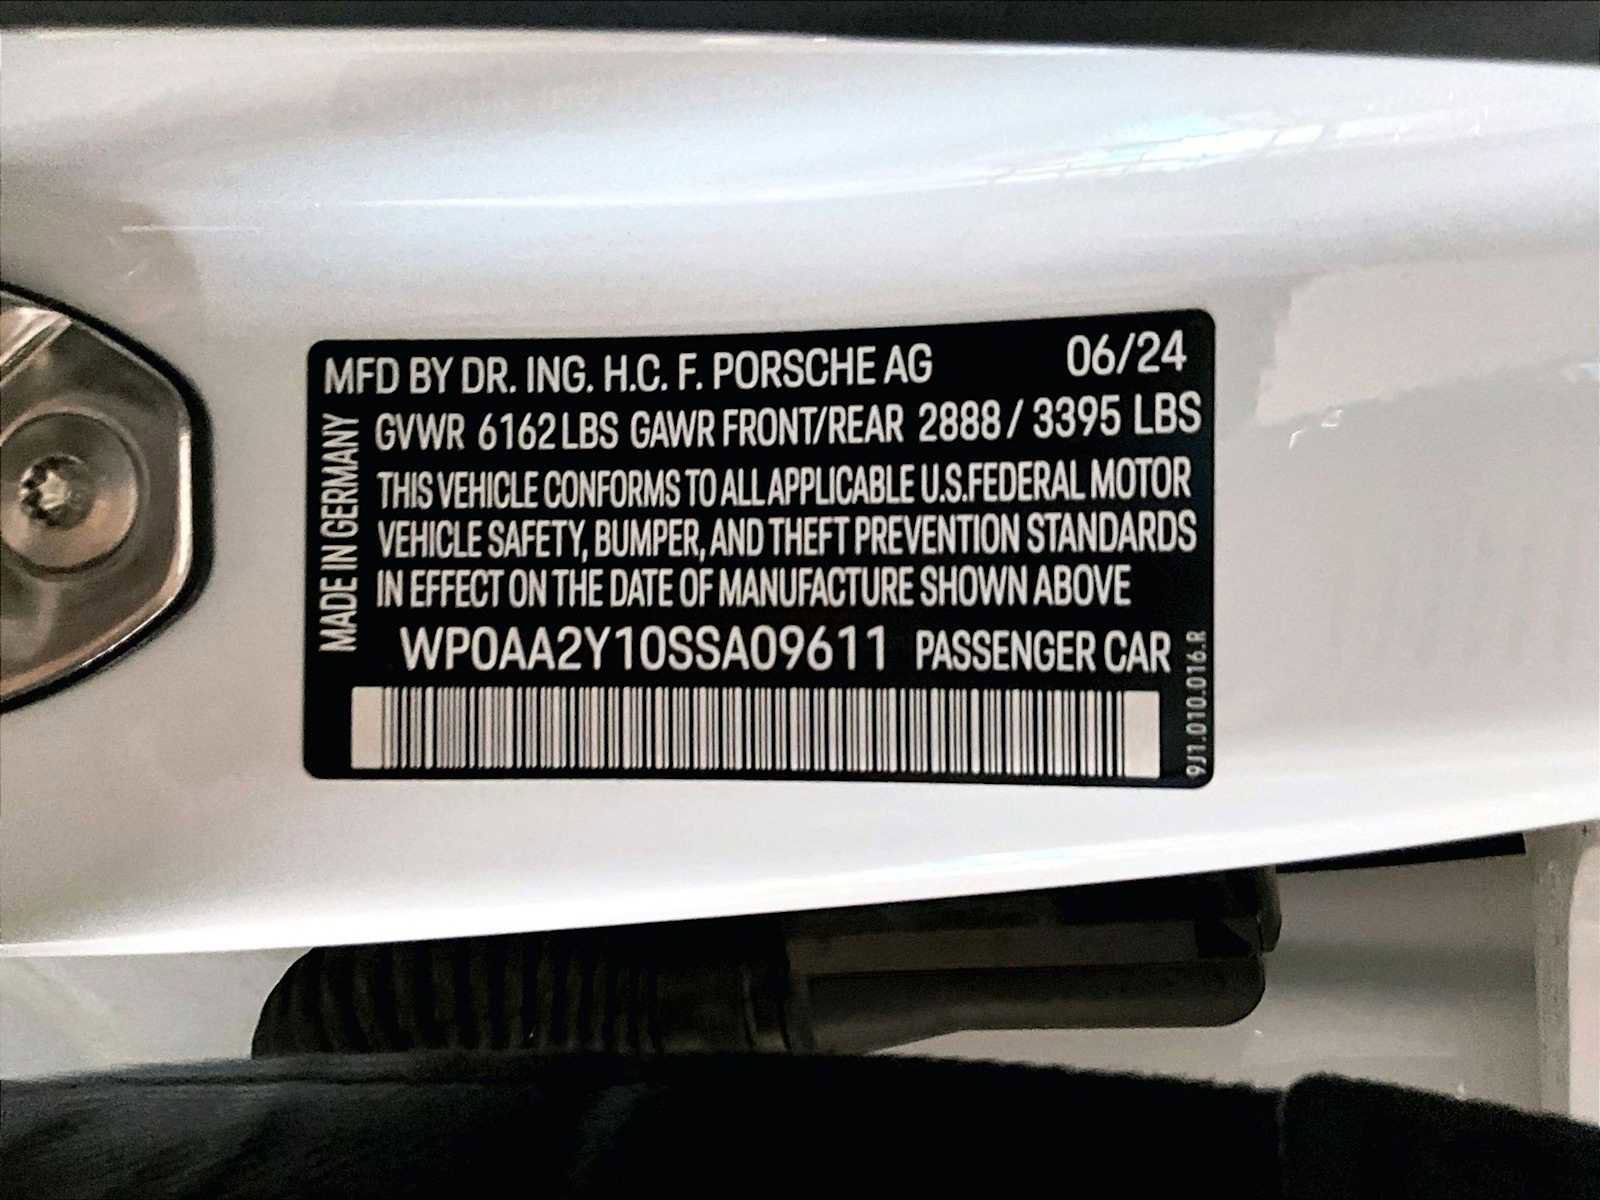 MFD BY DR. ING. H.C. F. PORSCHE AG 06/24
MADE IN GERMANY
GVWR 6162 LBS GAWR FRONT/REAR 2888 / 3395 LBS
THIS VEHICLE CONFORMS TO ALL APPLICABLE U.S.FEDERAL MOTOR
VEHICLE SAFETY, BUMPER, AND THEFT PREVENTION STANDARDS
IN EFFECT ON THE DATE OF MANUFACTURE SHOWN ABOVE
WP0AA2Y10SSA09611 PASSENGER CAR
9J1.010.016.R